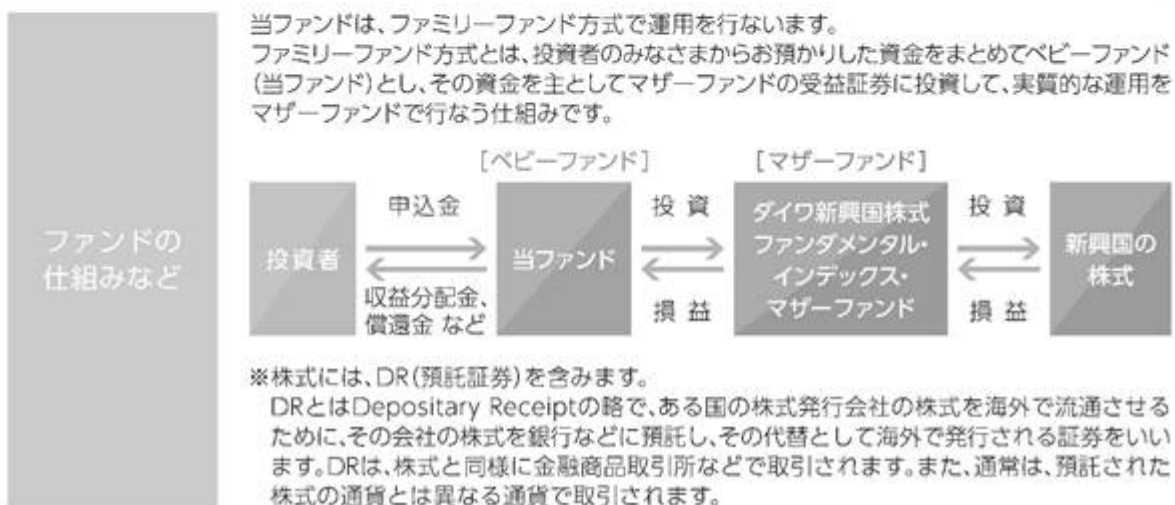 当ファンドは、ファミリーファンド方式で運用を行ないます。
ファミリーファンド方式とは、投資者のみなさまからお預かりした資金をまとめてベビーファンド
(当ファンド)とし、その資金を主としてマザーファンドの受益証券に投資して、実質的な運用を
マザーファンドで行なう仕組みです。
ファンドの
仕組みなど
[ベビーファンド]
[マザーファンド]
投資者
申込金
収益分配金、
償還金 など
当ファンド
投 資
損 益
ダイワ新興国株式
ファンダメンタル・
インデックス・
マザーファンド
投 資
損 益
新興国の
株式
※株式には、DR(預託証券)を含みます。
DRとはDepositary Receiptの略で、ある国の株式発行会社の株式を海外で流通させる
ために、その会社の株式を銀行などに預託し、その代替として海外で発行される証券をいい
ます。DRは、株式と同様に金融商品取引所などで取引されます。また、通常は、預託された
株式の通貨とは異なる通貨で取引されます。